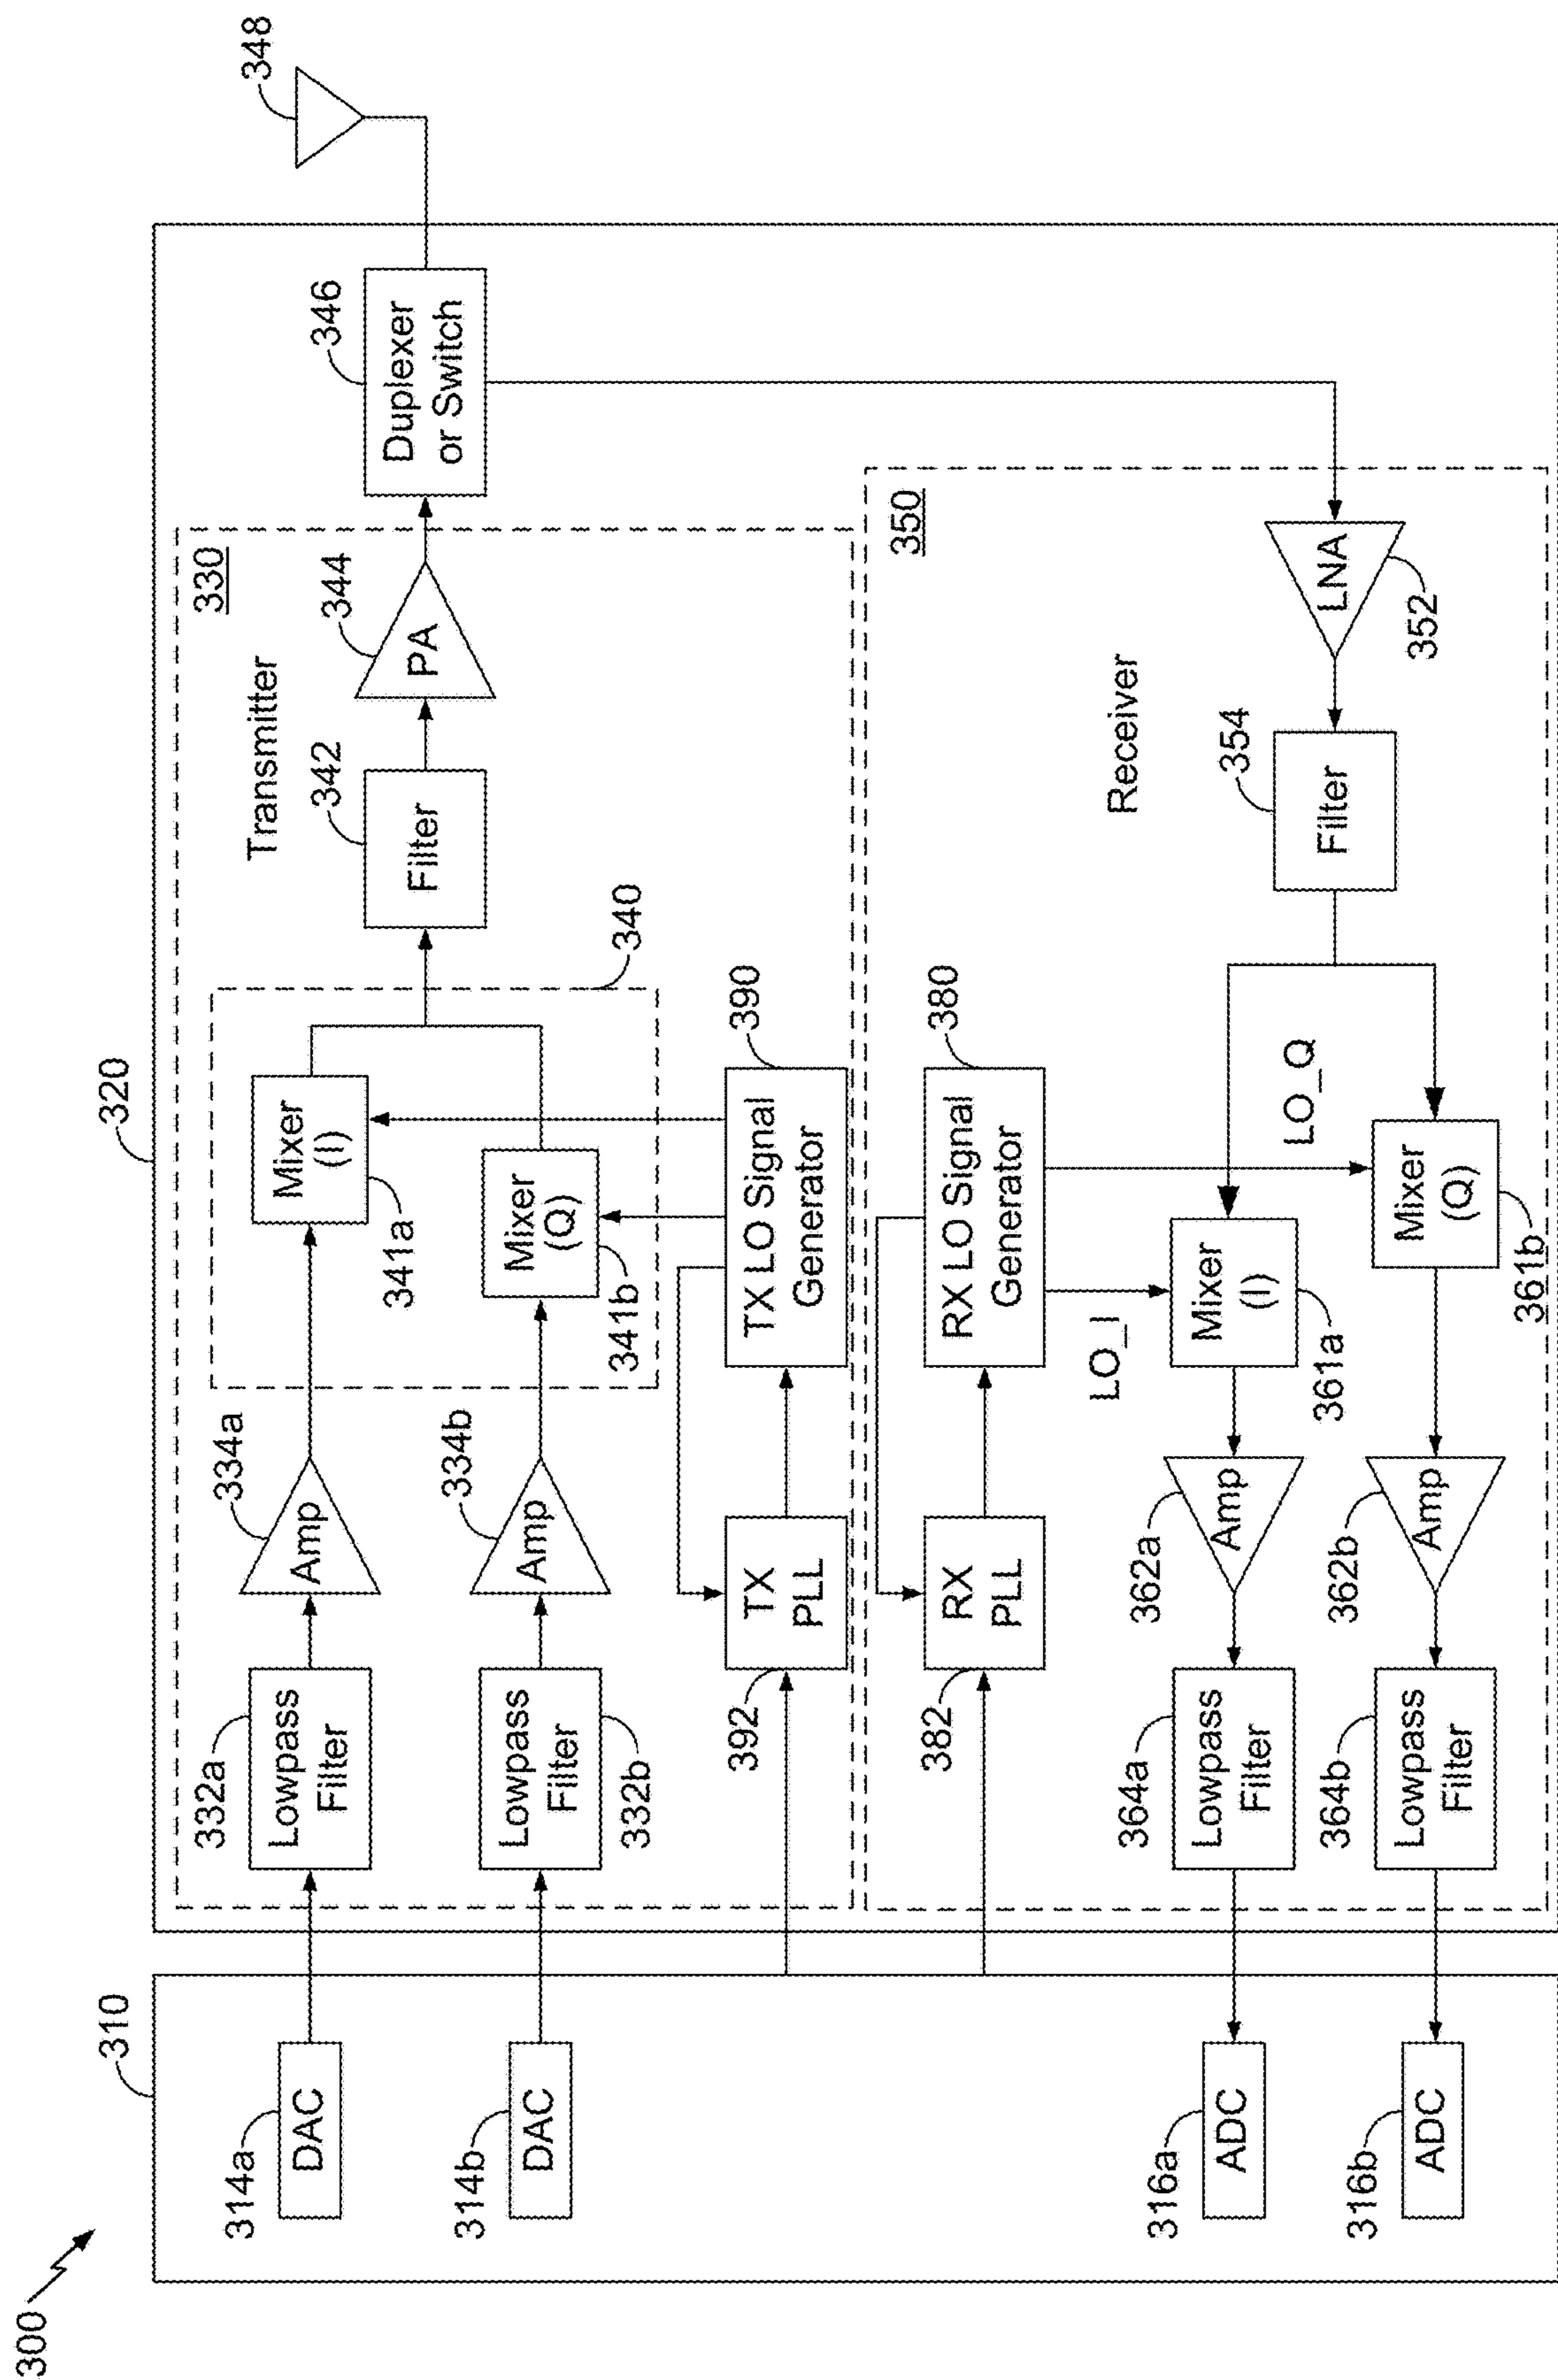 300
310
320
314a
DAC
314b
DAC
316a
ADC
316b
ADC
330
Transmitter
332a
Lowpass
Filter
334a
Amp
332b
Lowpass
Filter
334b
Amp
340
Mixer
(I)
341a
Mixer
(Q)
341b
342
Filter
344
PA
346
Duplexer
or Switch
348
392
TX
PLL
390
TX LO Signal
Generator
350
Receiver
382
RX
PLL
380
RX LO Signal
Generator
LO_I
LO_Q
364a
Lowpass
Filter
362a
Amp
Mixer
(I)
361a
364b
Lowpass
Filter
362b
Amp
Mixer
(Q)
361b
354
Filter
LNA
352